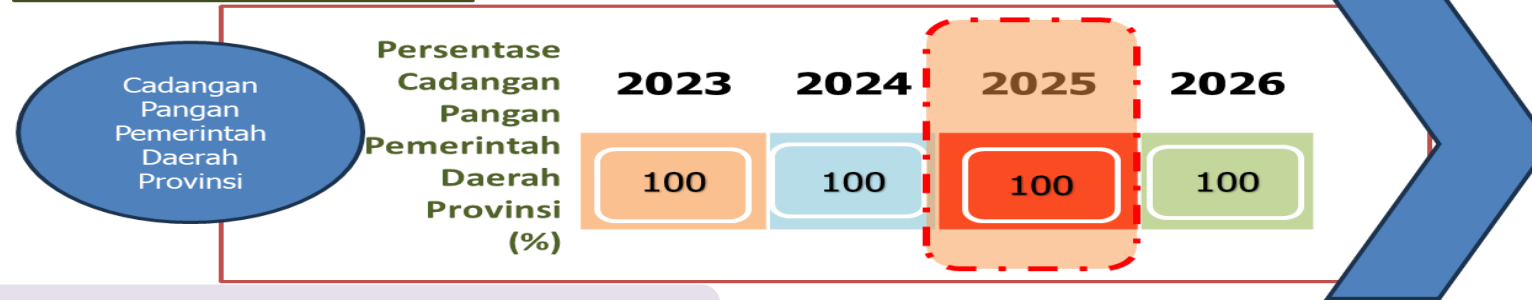 Cadangan
Pangan
Pemerintah
Daerah
Provinsi
Persentase
Cadangan
Pangan
Pemerintah
Daerah
Provinsi
(%)
2023 2024 2025 2026
100 100 100 100